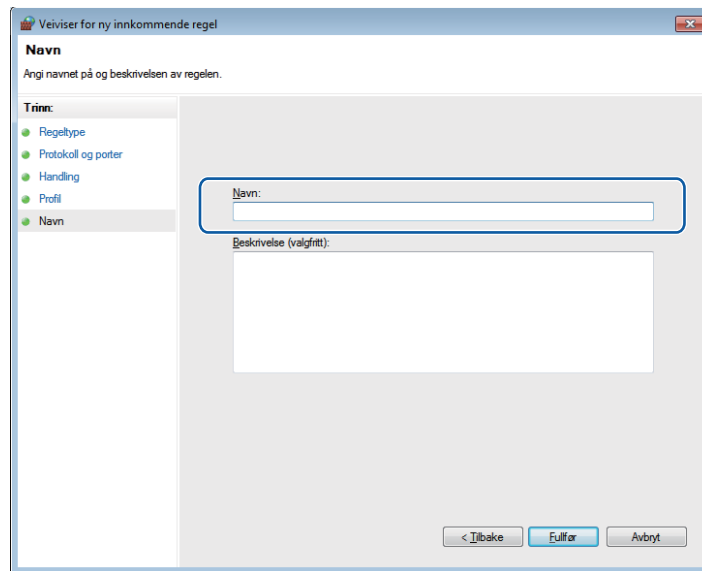 Veiviser for ny innkommende regel
Navn
Angi navnet på og beskrivelsen av regelen.
Trinn:
Regeltype
Protokoll og porter
Handling
Profil
Navn
Navn:
Beskrivelse (valgfritt):
< Tilbake
Fullfør
Avbryt